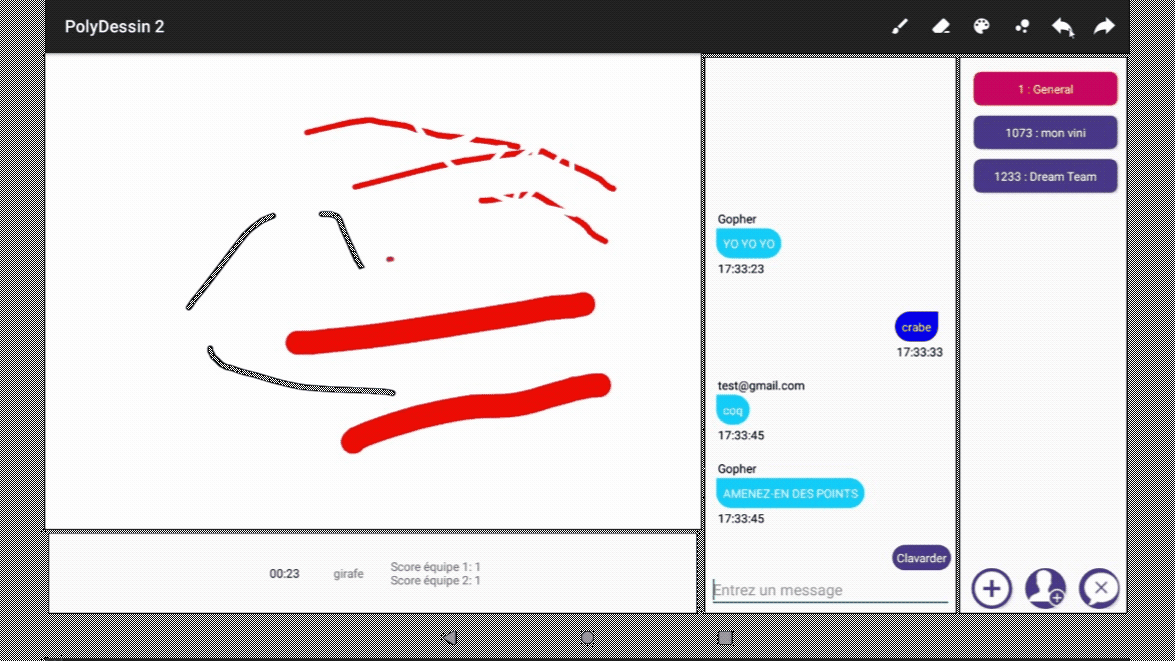 PolyDessin 2
Gopher
YO YO YO
17:33:23
crabe
17:33:33
test@gmail.com
coq
17:33:45
Gopher
AMENEZ-EN DES POINTS
17:33:45
Clavarder
Entrez un message
1 : General
1073 : mon vini
1233 : Dream Team
00:23
girafe
Score équipe 1: 1
Score équipe 2: 1